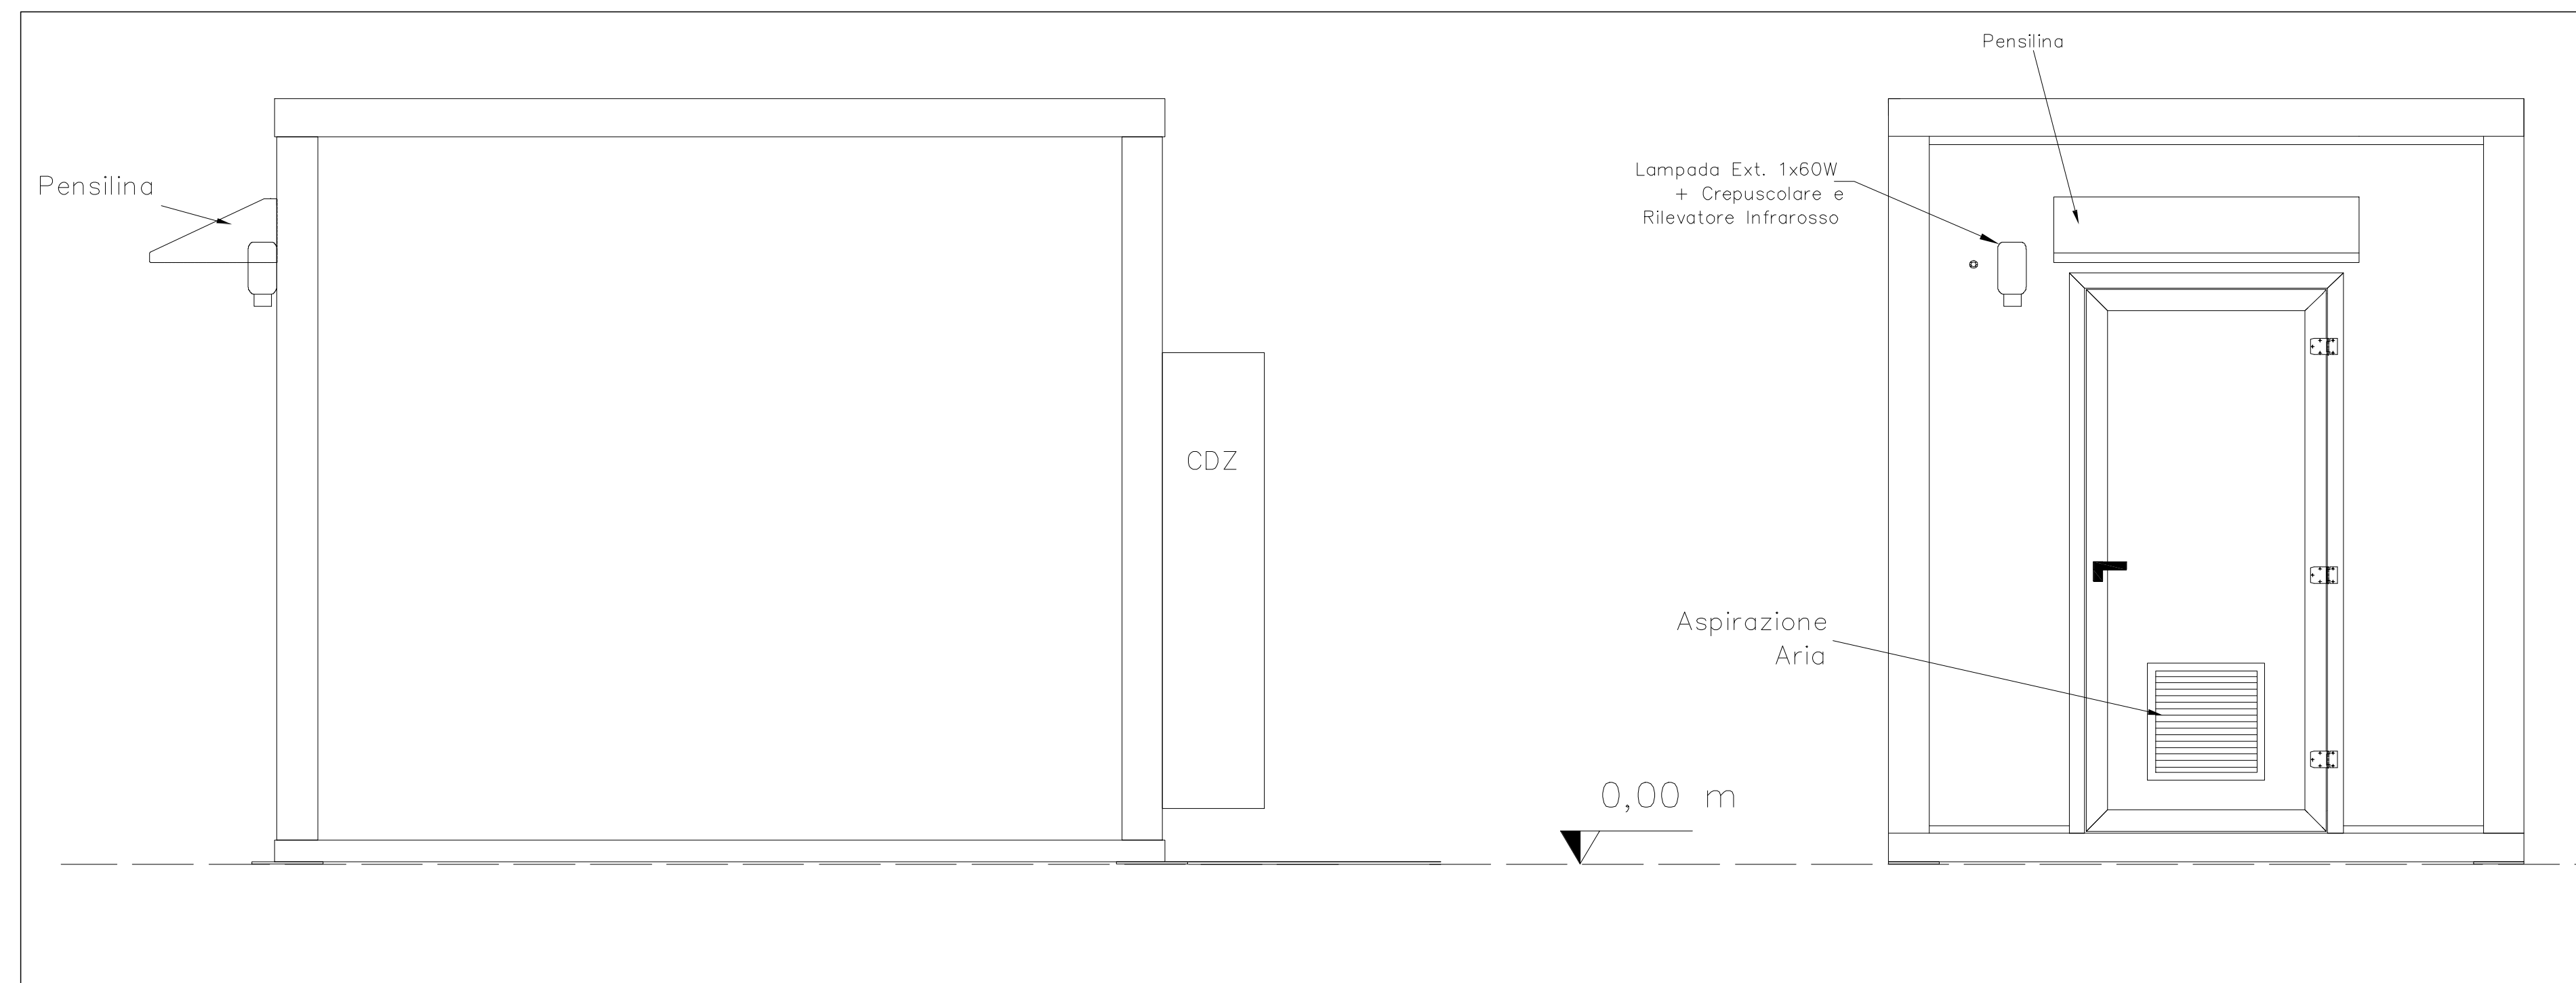 Pensilina
Pensilina
Lampada Ext. 1x60W
+ Crepuscolare e
Rilevatore Infrarosso
CDZ
Aspirazione
Aria
0,00 m